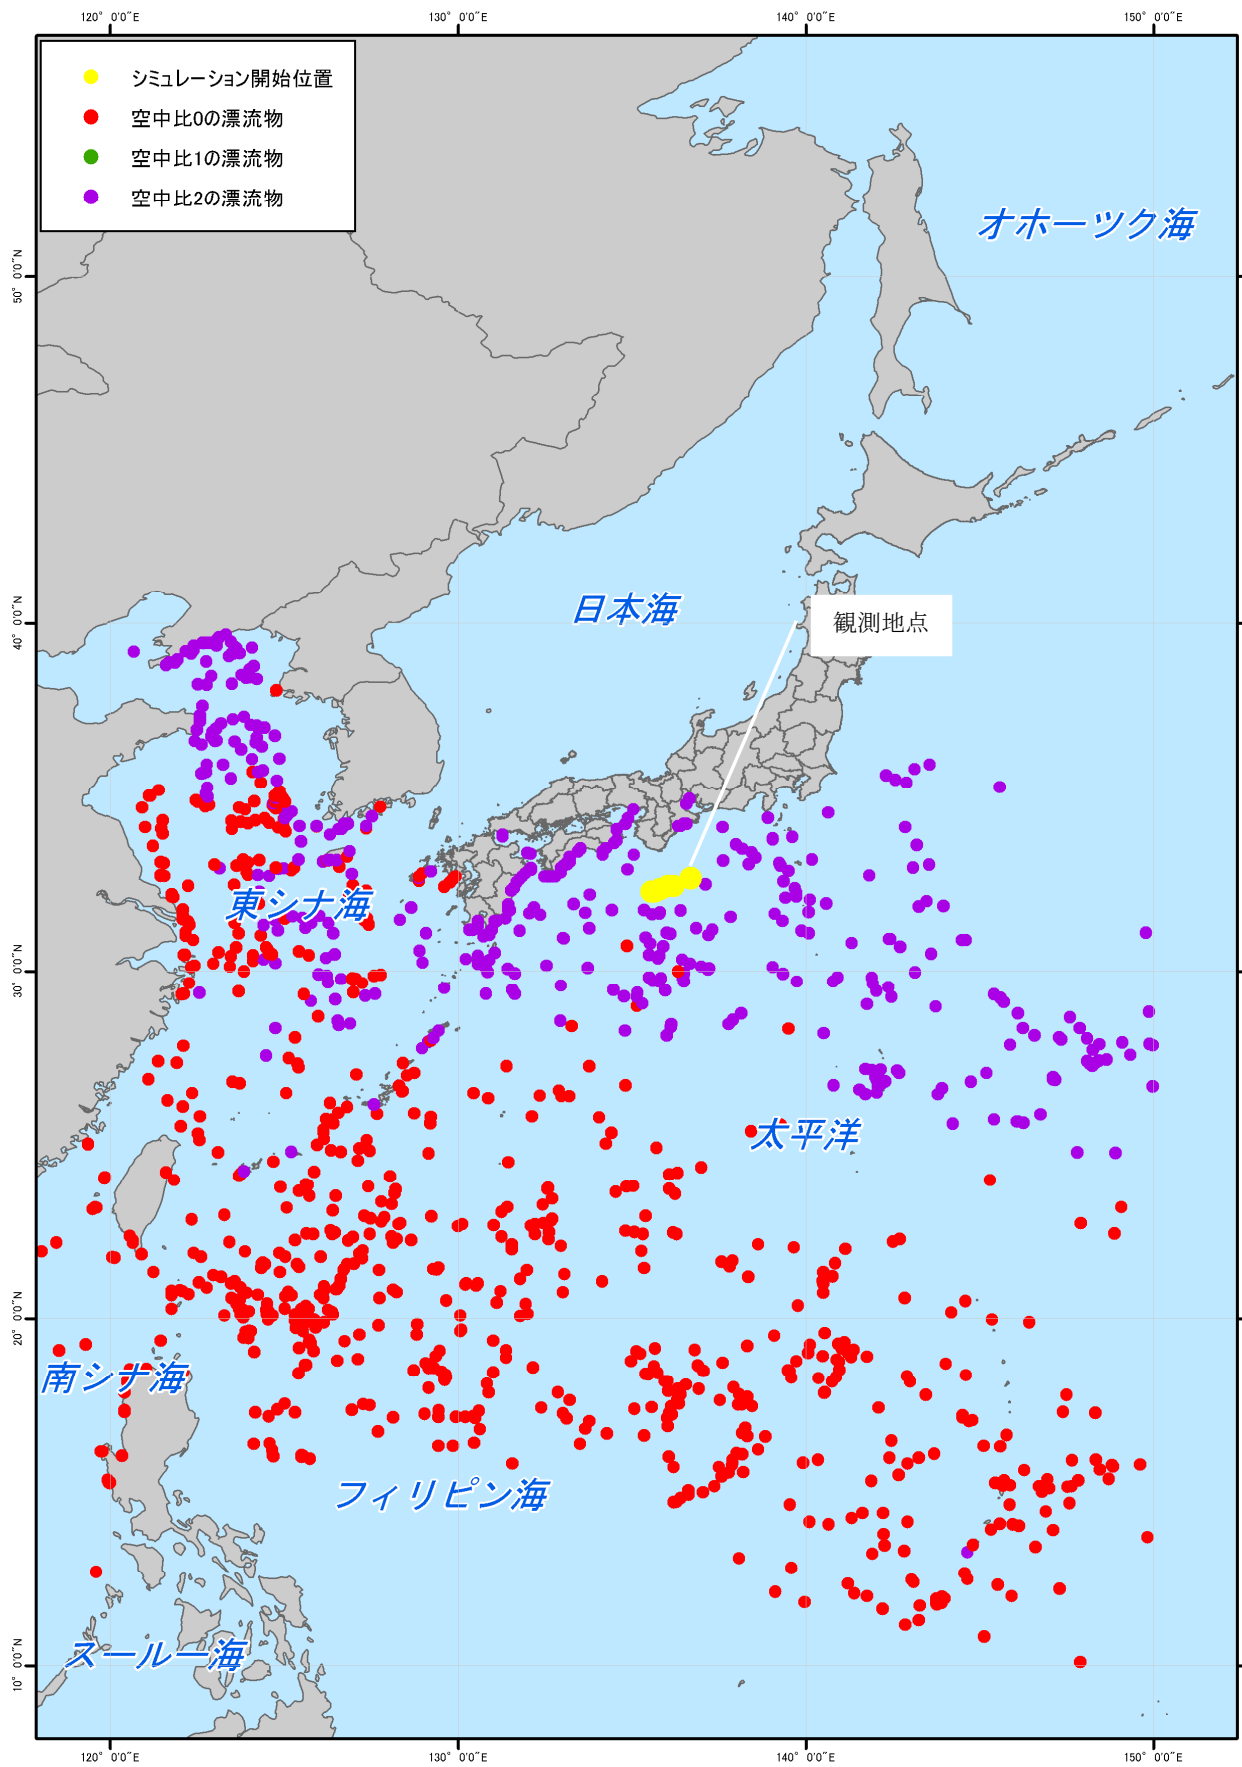 120° 0'0"E
130° 0'0"E
140° 0'0"E
150° 0'0"E
シミュレーション開始位置
空中比0の漂流物
空中比1の漂流物
空中比2の漂流物
オホーツク海
50° 0'0"N
日本海
観測地点
40° 0'0"N
東シナ海
30° 0'0"N
太平洋
20° 0'0"N
南シナ海
フィリピン海
スールー海
10° 0'0"N
120° 0'0"E
130° 0'0"E
140° 0'0"E
150° 0'0"E